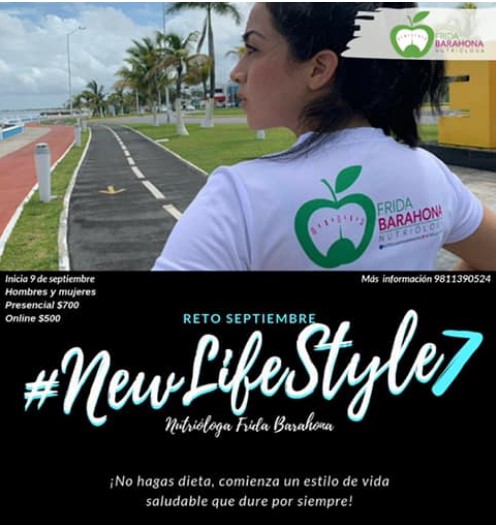 FRIDA
BARAHONA
NUTRIÓLOGA
FRIDA
BARAHONA
NUTRIÓLOGA
Inicia 9 de septiembre
Hombres y mujeres
Presencial $700
Online $500
Más información 9811390524
RETO SEPTIEMBRE
#NewLifeStyle7
Nutrióloga Frida Barahona
¡No hagas dieta, comienza un estilo de vida
saludable que dure por siempre!